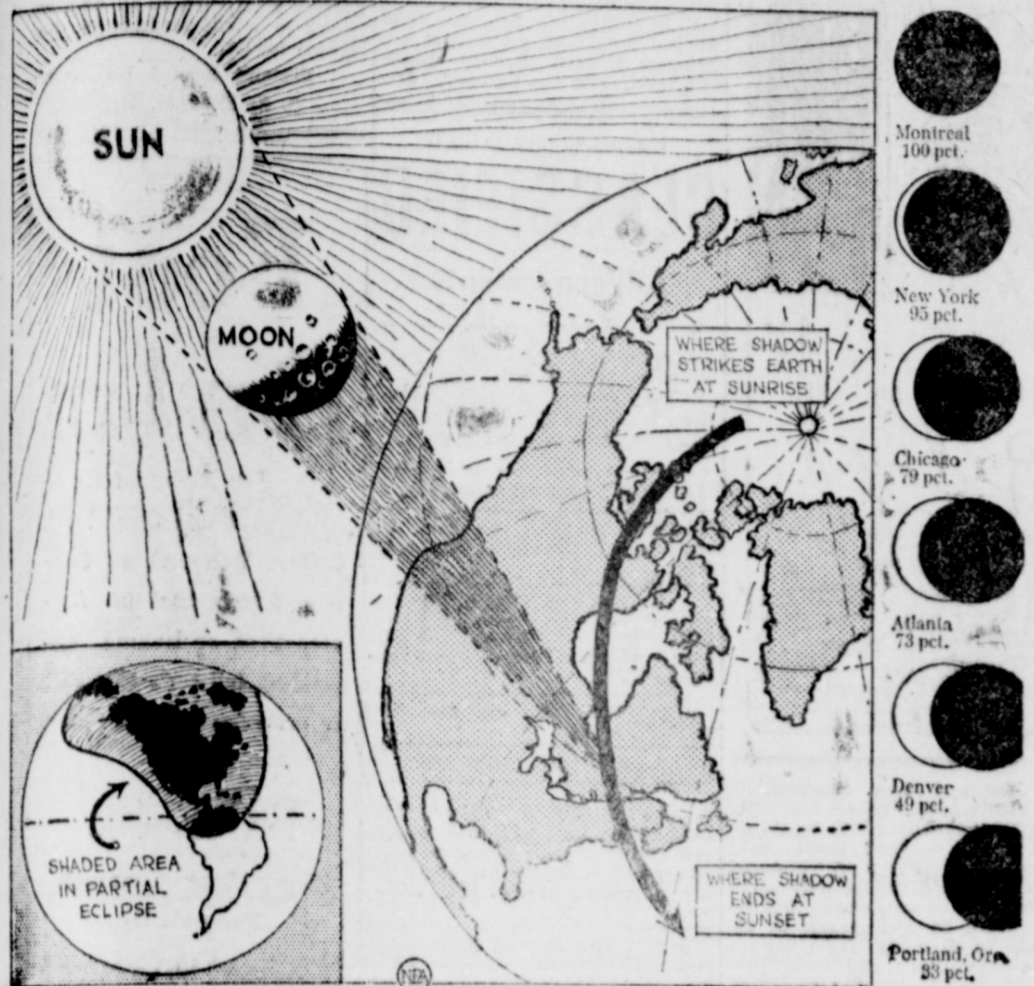 SUN
MOON
WHERE SHADOW
STRIKES EARTH
AT SUNRISE
WHERE SHADOW
ENDS AT
SUNSET
SHADED AREA
IN PARTIAL
ECLIPSE
NEA
Montreal
100 pct.
New York
95 pct.
Chicago
79 pct.
Atlanta
73 pct.
Denver
49 pct.
Portland, Ore.
33 pct.